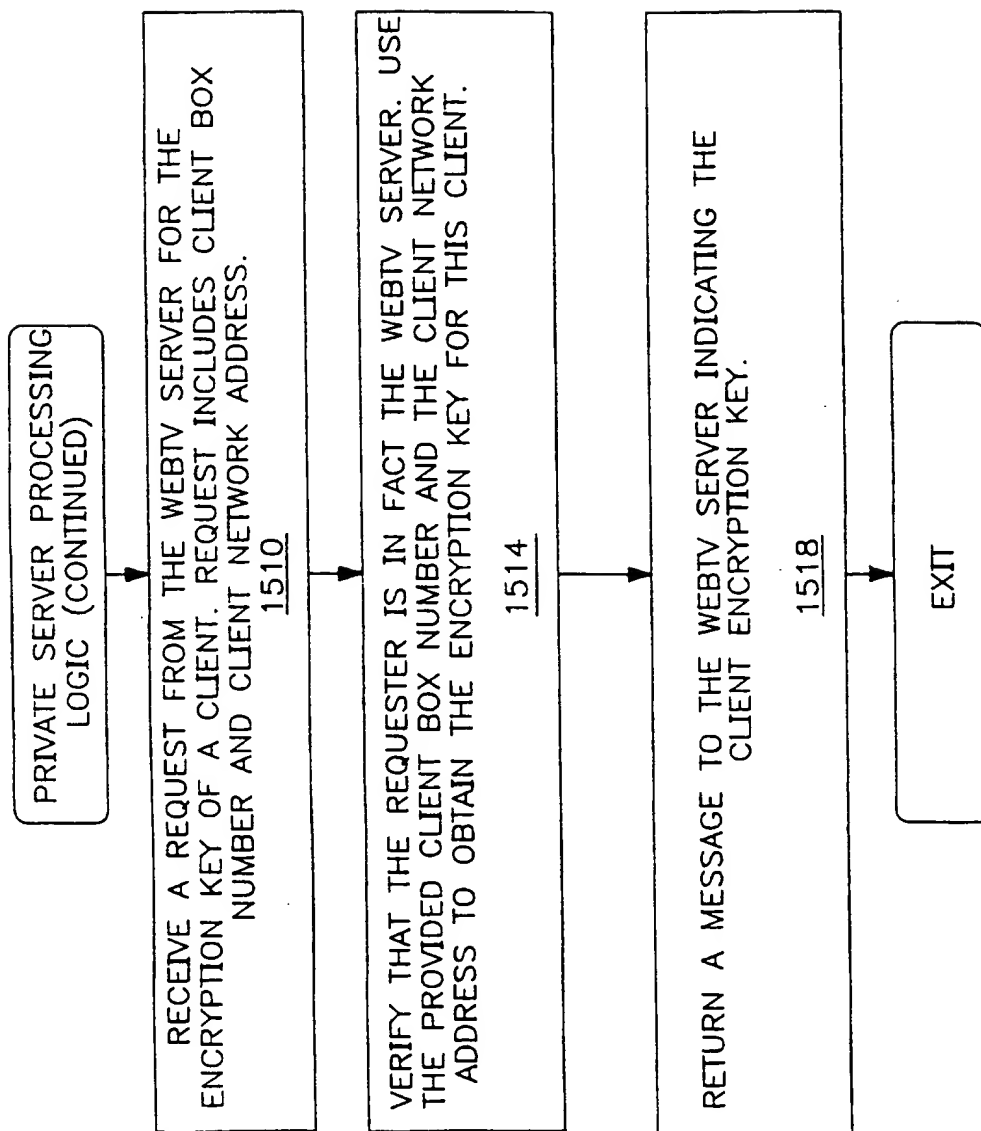 PRIVATE SERVER PROCESSING
LOGIC (CONTINUED)
RECEIVE A REQUEST FROM THE WEBTV SERVER FOR THE
ENCRYPTION KEY OF A CLIENT. REQUEST INCLUDES CLIENT BOX
NUMBER AND CLIENT NETWORK ADDRESS.
1510
VERIFY THAT THE REQUESTER IS IN FACT THE WEBTV SERVER. USE
THE PROVIDED CLIENT BOX NUMBER AND THE CLIENT NETWORK
ADDRESS TO OBTAIN THE ENCRYPTION KEY FOR THIS CLIENT.
1514
RETURN A MESSAGE TO THE WEBTV SERVER INDICATING THE
CLIENT ENCRYPTION KEY.
1518
EXIT